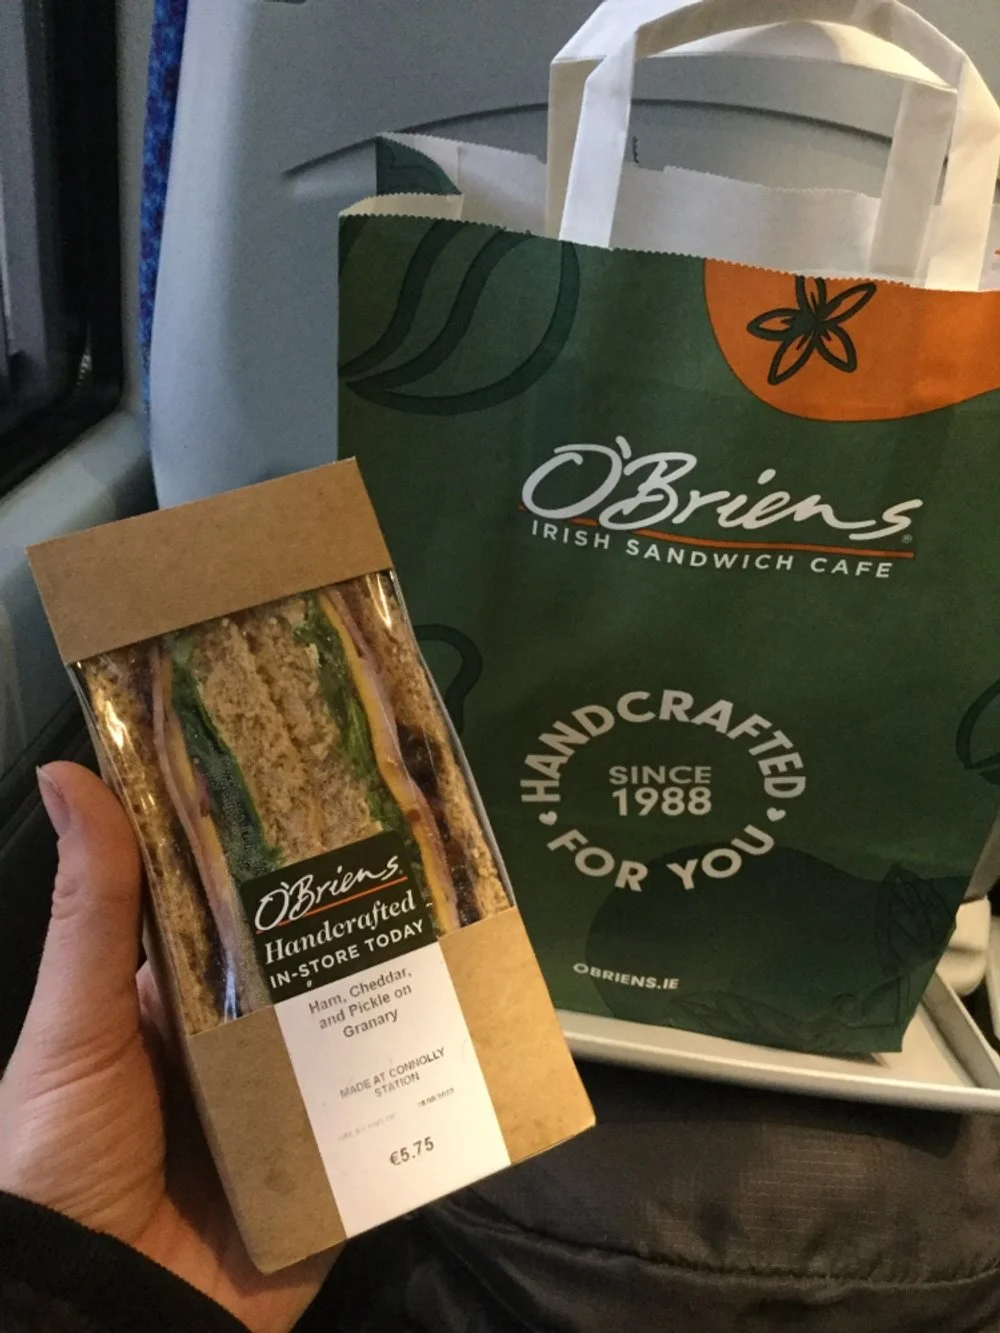 O'Briens
IRISH SANDWICH CAFE
HANDCRAFTED
SINCE
1988
FOR YOU
OBRIENS.IE
O'Briens
Handcrafted
IN-STORE TODAY
Ham, Cheddar,
and Pickle on
Granary
MADE AT CONNOLLY
STATION
€5.75